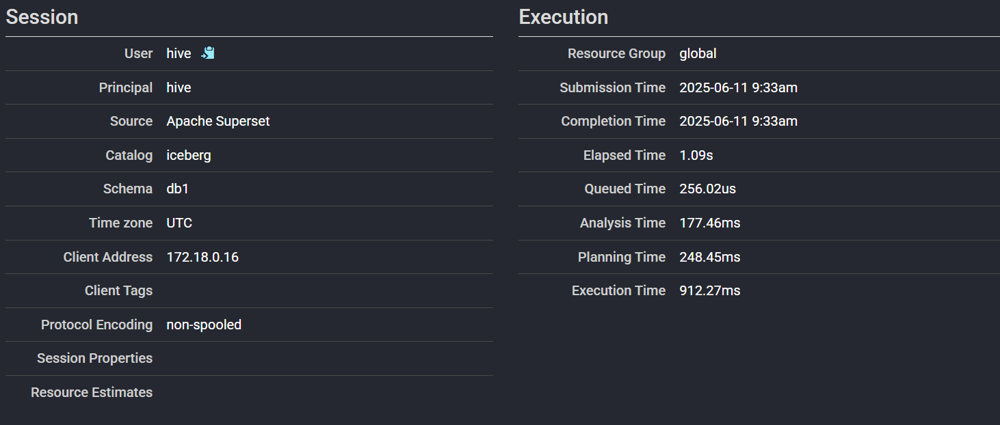 Session
User hive
Principal hive
Source Apache Superset
Catalog iceberg
Schema db1
Time zone UTC
Client Address 172.18.0.16
Client Tags
Protocol Encoding non-spooled
Session Properties
Resource Estimates
Execution
Resource Group global
Submission Time 2025-06-11 9:33am
Completion Time 2025-06-11 9:33am
Elapsed Time 1.09s
Queued Time 256.02us
Analysis Time 177.46ms
Planning Time 248.45ms
Execution Time 912.27ms